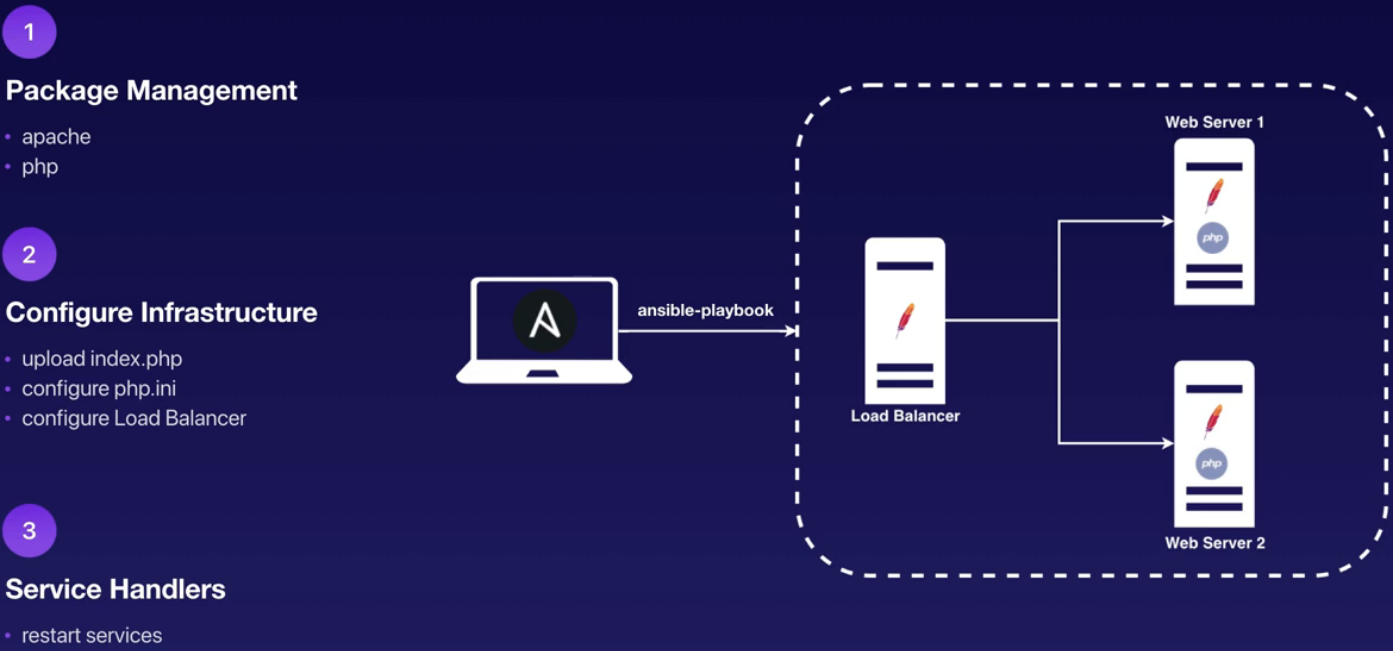 1
Package Management
• apache
• php
2
Configure Infrastructure
• upload index.php
• configure php.ini
• configure Load Balancer
3
Service Handlers
• restart services
ansible-playbook
Load Balancer
Web Server 1
php
php
Web Server 2